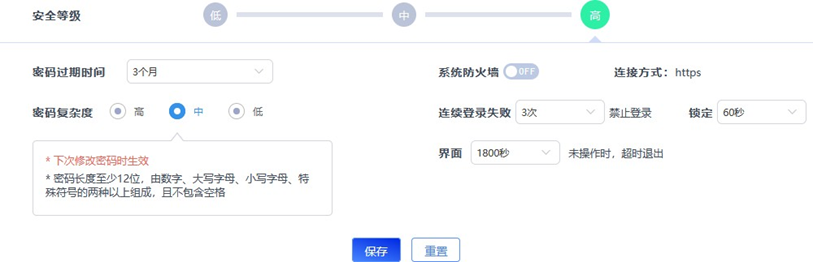 安全等级
低
中
高
密码过期时间 3个月
系统防火墙 OFF 连接方式：https
密码复杂度 高 中 低
连续登录失败 3次 禁止登录 锁定 60秒
界面 1800秒 未操作时，超时退出
* 下次修改密码时生效
* 密码长度至少12位，由数字、大写字母、小写字母、特
殊符号的两种以上组成，且不包含空格
保存 重置